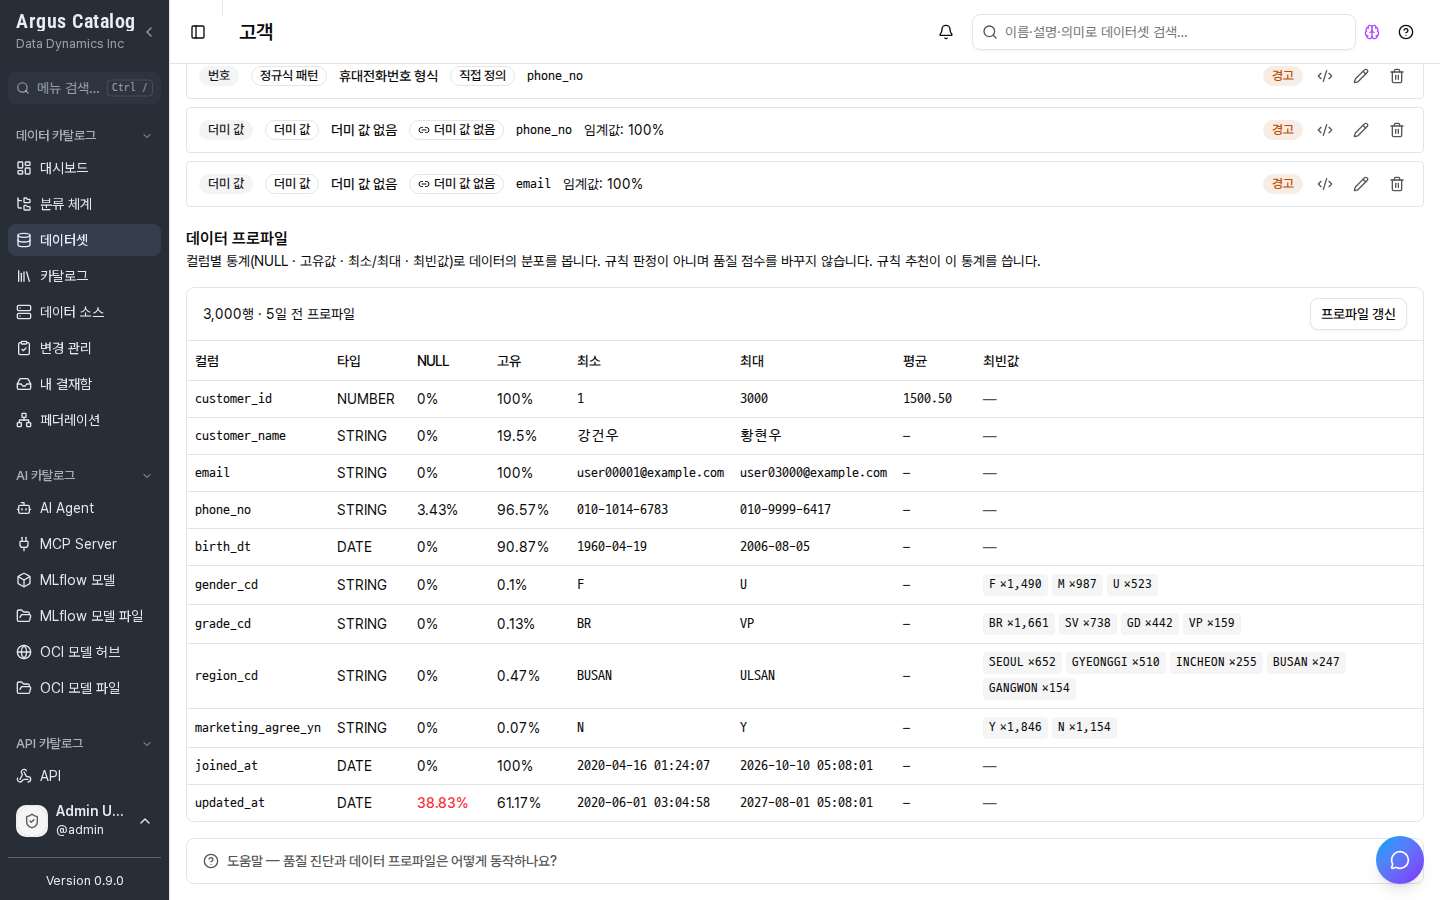 Argus Catalog
Data Dynamics Inc
메뉴 검색... Ctrl /
데이터 카탈로그
대시보드
분류 체계
데이터셋
카탈로그
데이터 소스
변경 관리
내 결재함
페더레이션
AI 카탈로그
AI Agent
MCP Server
MLflow 모델
MLflow 모델 파일
OCI 모델 허브
OCI 모델 파일
API 카탈로그
API
Admin U...
@admin
Version 0.9.0
고객
이름·설명·의미로 데이터셋 검색...
번호 정규식 패턴 휴대전화번호 형식 직접 정의 phone_no 경고
더미 값 더미 값 더미 값 없음 더미 값 없음 phone_no 임계값: 100% 경고
더미 값 더미 값 더미 값 없음 더미 값 없음 email 임계값: 100% 경고
데이터 프로파일
컬럼별 통계(NULL · 고유값 · 최소/최대 · 최빈값)로 데이터의 분포를 봅니다. 규칙 판정이 아니며 품질 점수를 바꾸지 않습니다. 규칙 추천이 이 통계를 씁니다.
3,000행 · 5일 전 프로파일 프로파일 갱신
컬럼 타입 NULL 고유 최소 최대 평균 최빈값
customer_id NUMBER 0% 100% 1 3000 1500.50 —
customer_name STRING 0% 19.5% 강건우 황현우 – —
email STRING 0% 100% user00001@example.com user03000@example.com – —
phone_no STRING 3.43% 96.57% 010-1014-6783 010-9999-6417 – —
birth_dt DATE 0% 90.87% 1960-04-19 2006-08-05 – —
gender_cd STRING 0% 0.1% F U – F ×1,490 M ×987 U ×523
grade_cd STRING 0% 0.13% BR VP – BR ×1,661 SV ×738 GD ×442 VP ×159
region_cd STRING 0% 0.47% BUSAN ULSAN – SEOUL ×652 GYEONGGI ×510 INCHEON ×255 BUSAN ×247
GANGWON ×154
marketing_agree_yn STRING 0% 0.07% N Y – Y ×1,846 N ×1,154
joined_at DATE 0% 100% 2020-04-16 01:24:07 2026-10-10 05:08:01 – —
updated_at DATE 38.83% 61.17% 2020-06-01 03:04:58 2027-08-01 05:08:01 – —
도움말 — 품질 진단과 데이터 프로파일은 어떻게 동작하나요?